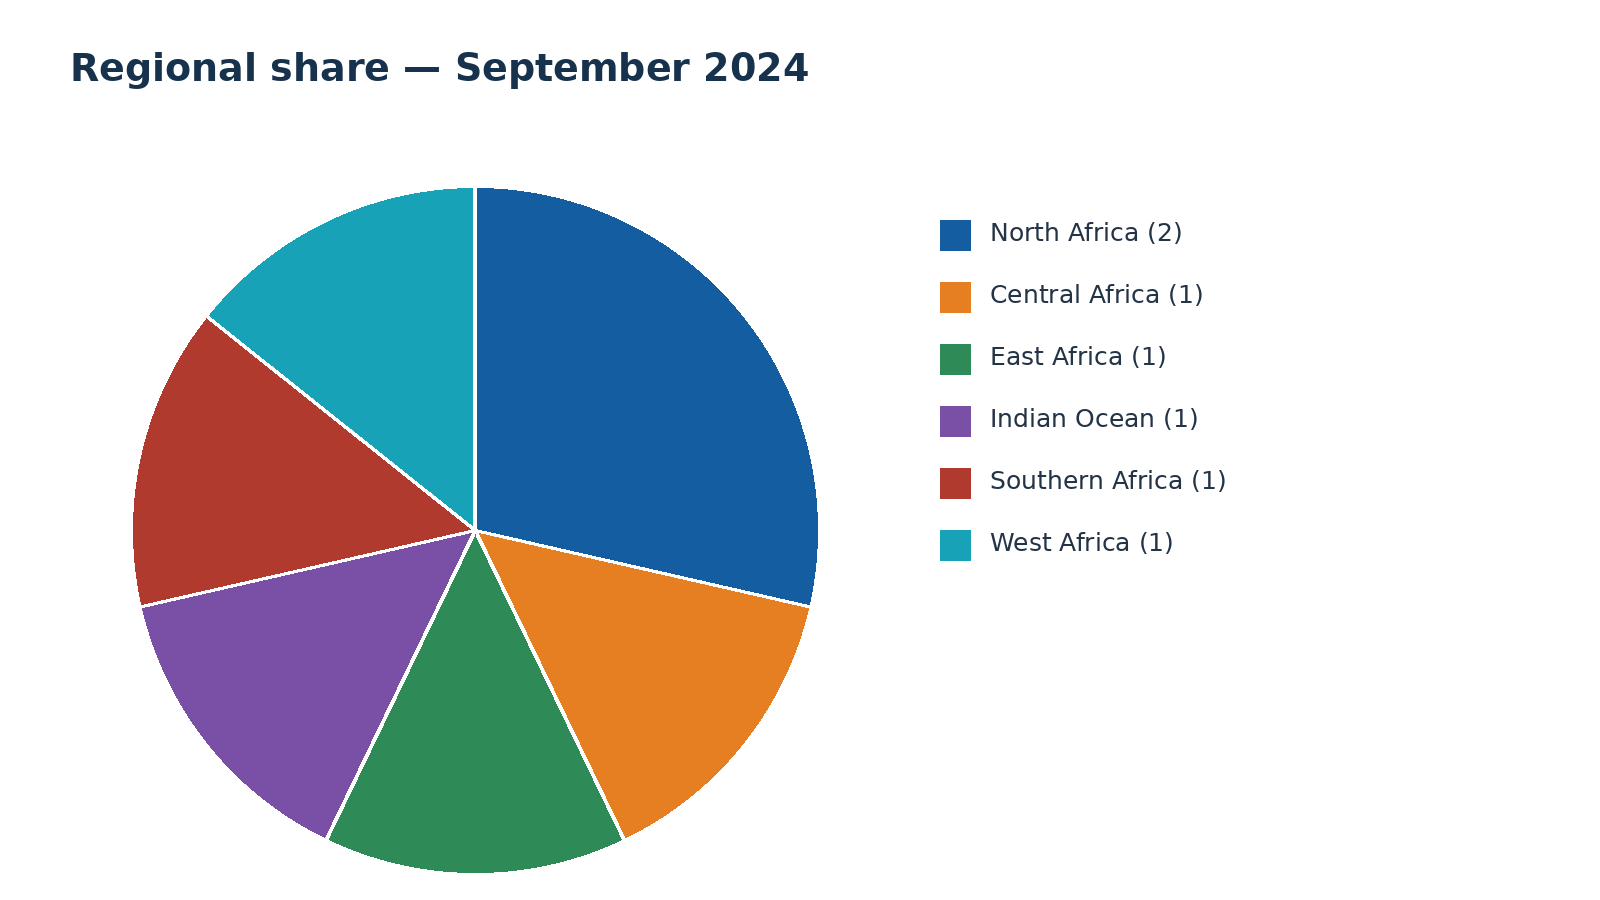 Regional share — September 2024
North Africa (2)
Central Africa (1)
East Africa (1)
Indian Ocean (1)
Southern Africa (1)
West Africa (1)